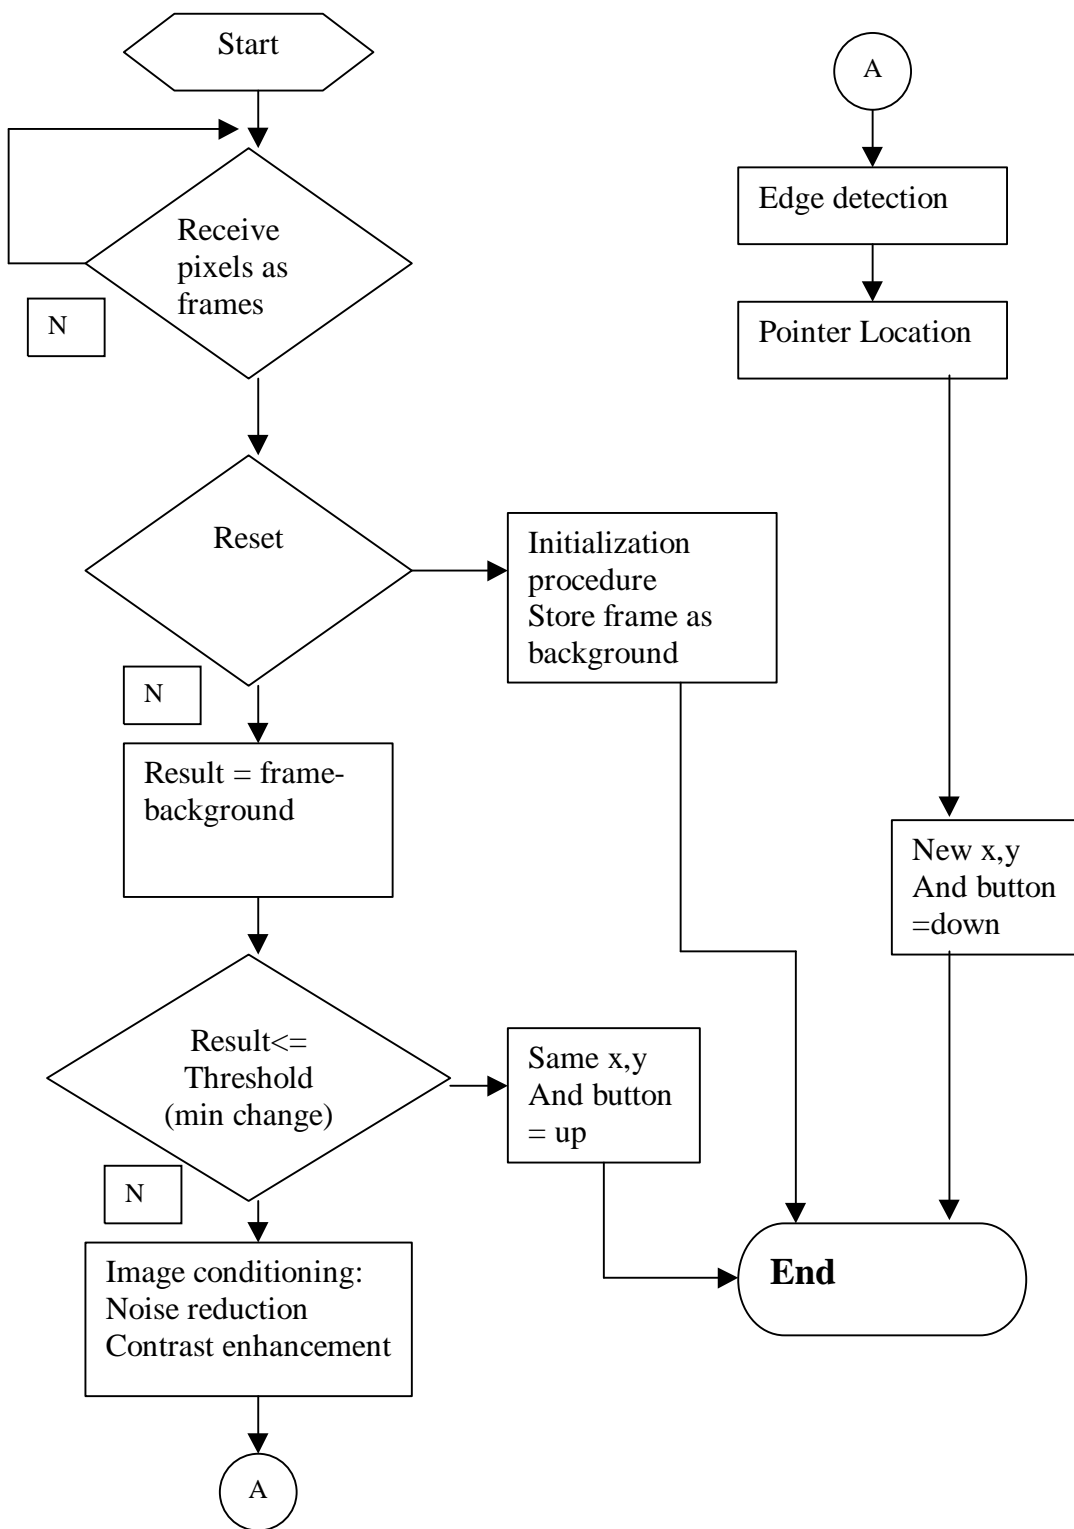 Start
Receive
pixels as
frames
N
Reset
Initialization
procedure
Store frame as
background
N
Result = frame-
background
Result<=
Threshold
(min change)
Same x,y
And button
= up
N
Image conditioning:
Noise reduction
Contrast enhancement
A
A
Edge detection
Pointer Location
New x,y
And button
=down
End